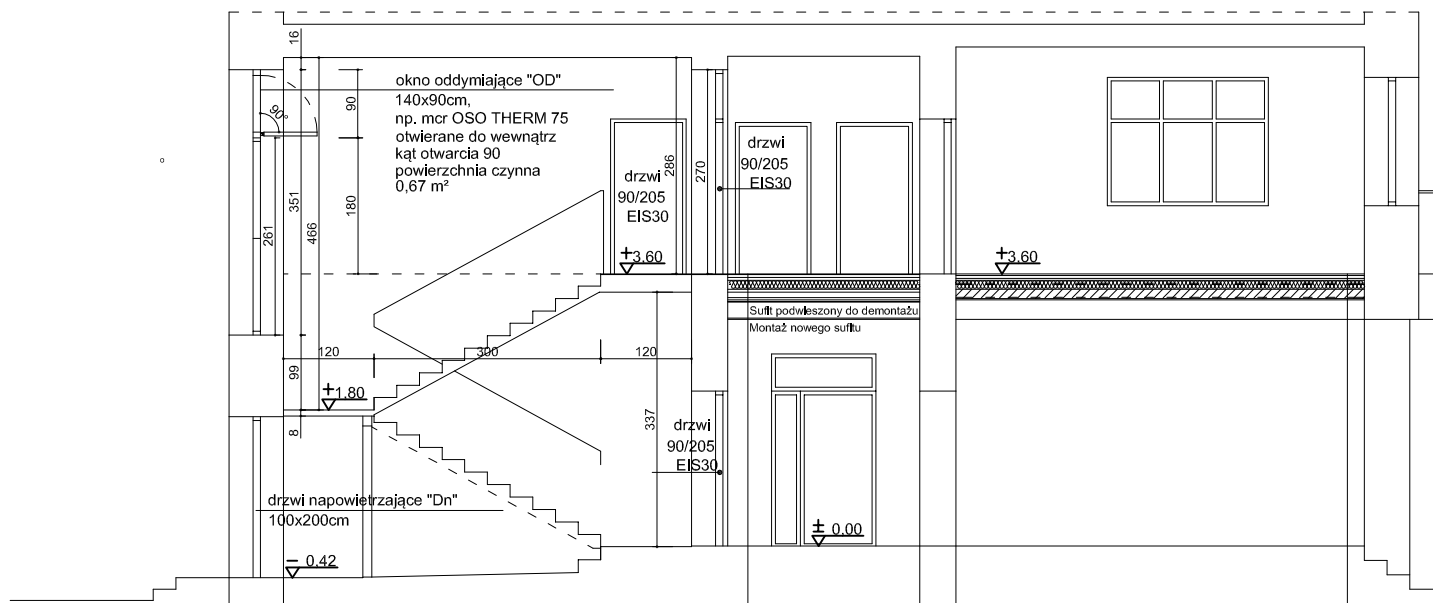 16
okno oddymiające "OD"
140x90cm,
np. mcr OSO THERM 75
otwierane do wewnątrz
kąt otwarcia 90
powierzchnia czynna
0,67 m²
90
90°
180
351
466
261
286
270
drzwi
90/205
EIS30
drzwi
90/205
EIS30
+3.60
+3.60
Sufit podwieszony do demontażu
Montaż nowego sufitu
120
300
120
99
+1.80
8
337
drzwi
90/205
EIS30
drzwi napowietrzające "Dn"
100x200cm
± 0.00
− 0.42